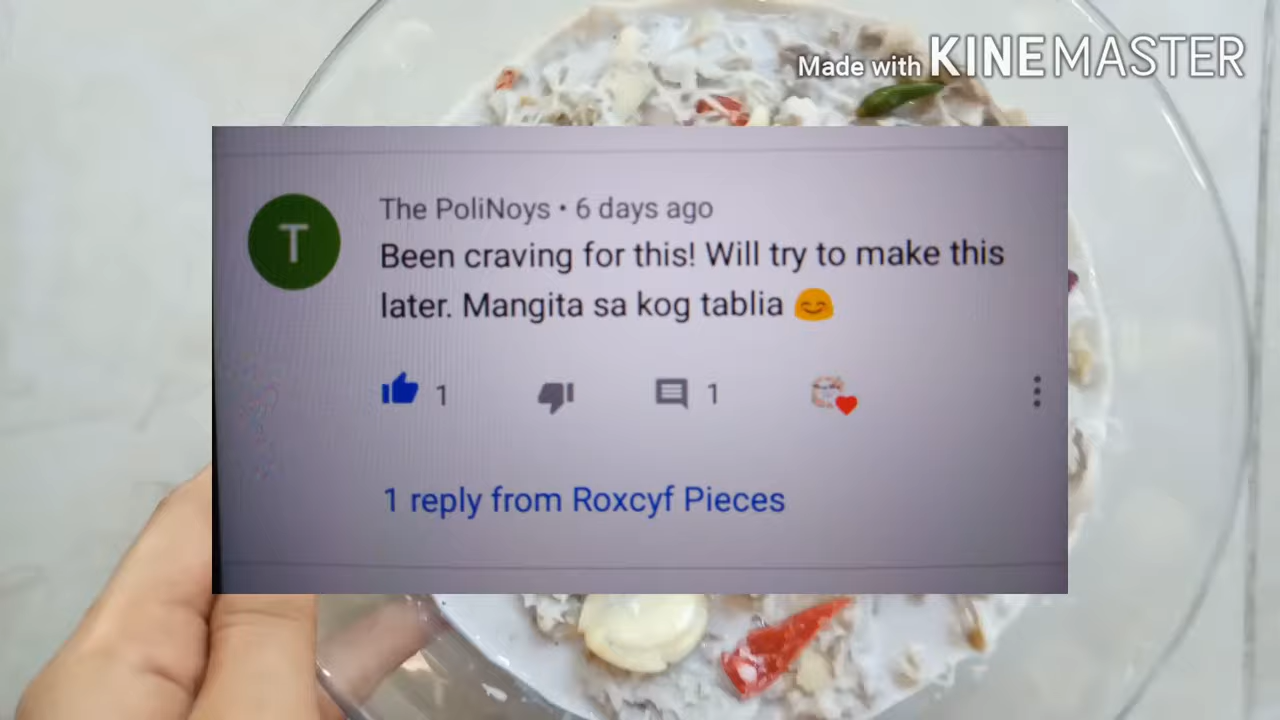 Made with KINEMASTER
T
The PoliNoys • 6 days ago
Been craving for this! Will try to make this
later. Mangita sa kog tablia 😊
1
1
1 reply from Roxcyf Pieces